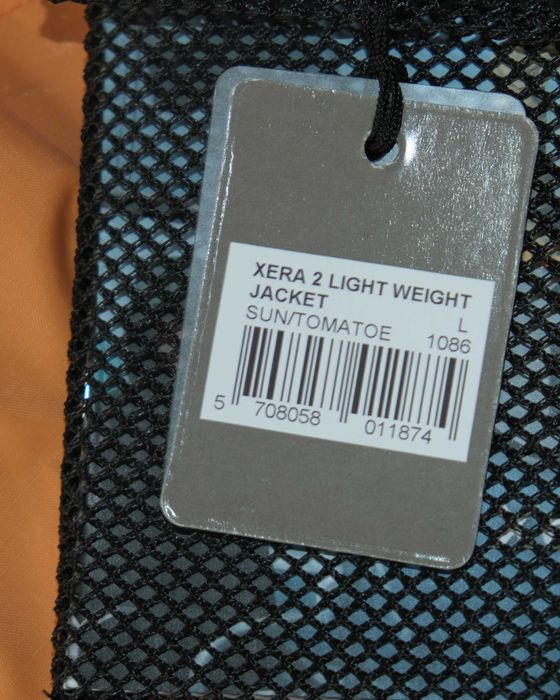 XERA 2 LIGHT WEIGHT
JACKET L
SUN/TOMATOE 1086
5 708058 011874